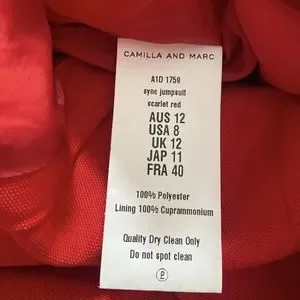 CAMILLA AND MARC
A1D 1759
sync jumpsuit
scarlet red
AUS 12
USA 8
UK 12
JAP 11
FRA 40
100% Polyester
Lining 100% Cuprammonium
Quality Dry Clean Only
Do not spot clean
P